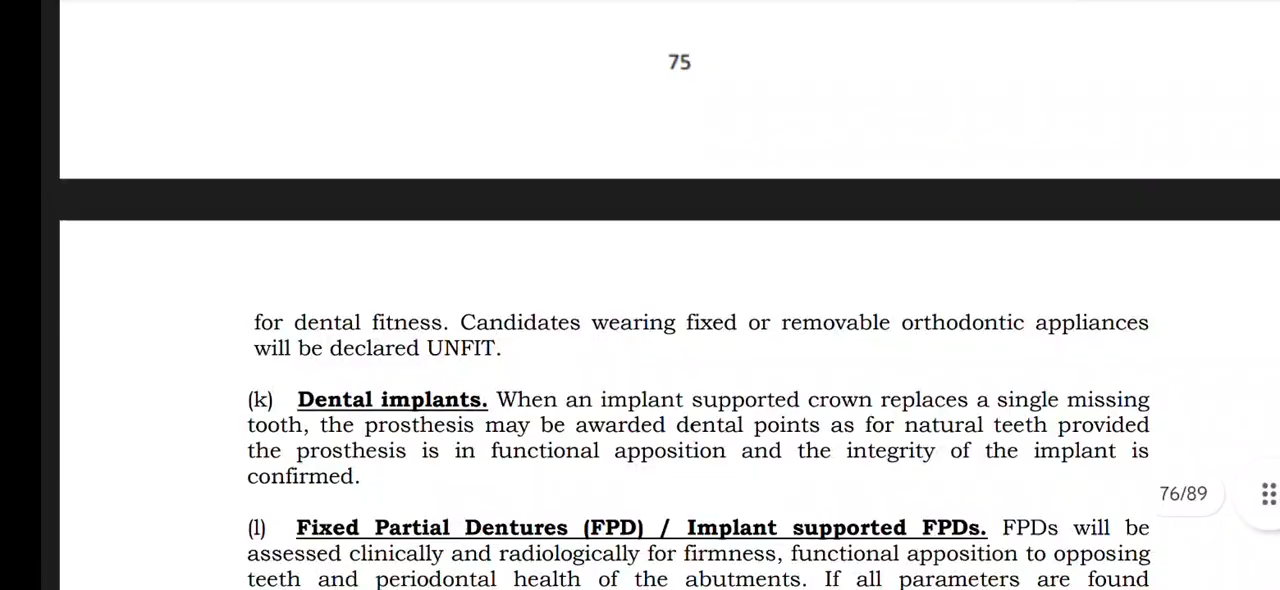 75
for dental fitness. Candidates wearing fixed or removable orthodontic appliances
will be declared UNFIT.
(k) Dental implants. When an implant supported crown replaces a single missing
tooth, the prosthesis may be awarded dental points as for natural teeth provided
the prosthesis is in functional apposition and the integrity of the implant is
confirmed.
76/89
(l) Fixed Partial Dentures (FPD) / Implant supported FPDs. FPDs will be
assessed clinically and radiologically for firmness, functional apposition to opposing
teeth and periodontal health of the abutments. If all parameters are found